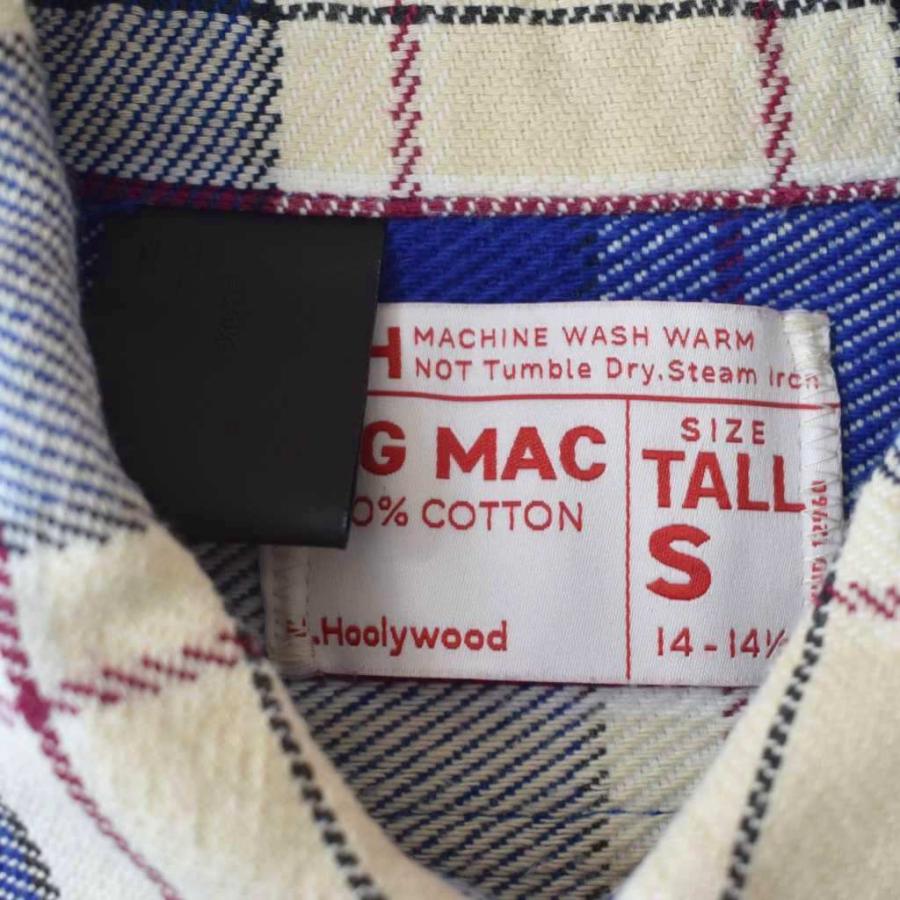 H MACHINE WASH WARM
NOT Tumble Dry.Steam Iron
G MAC
0% COTTON
.Hoolywood
SIZE
TALL
S
14-14½